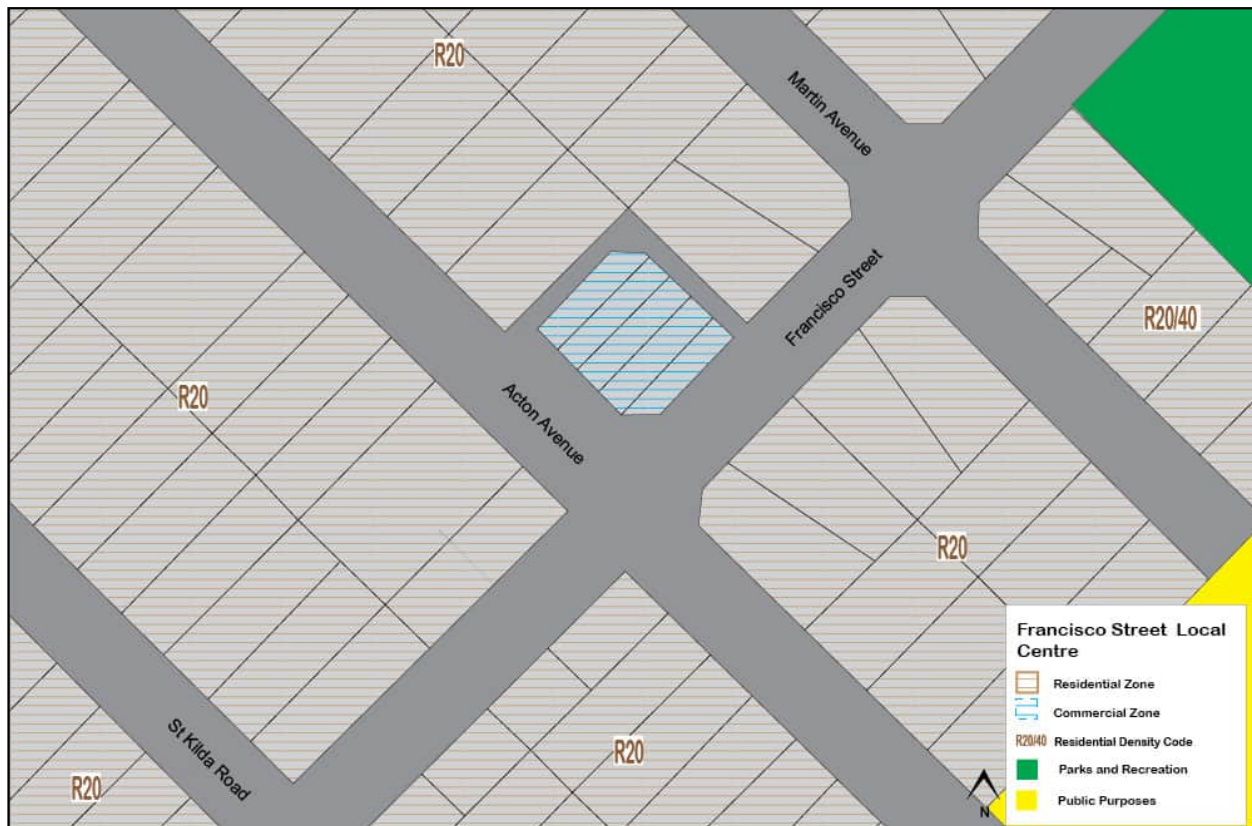 R20
Martin Avenue
Francisco Street
R20/40
R20
Acton Avenue
R20
St Kilda Road
R20
R20
Francisco Street Local
Centre
Residential Zone
Commercial Zone
R20/40 Residential Density Code
Parks and Recreation
Public Purposes
N